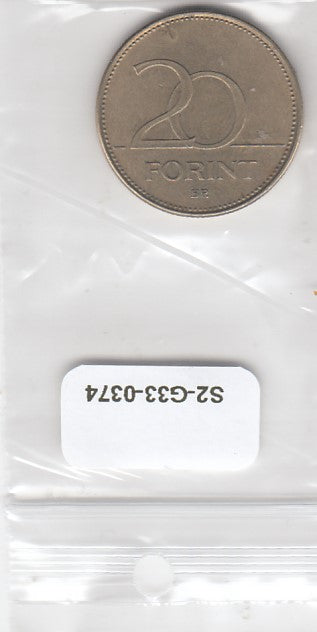 20
FORINT
BP.
S2-G33-0374